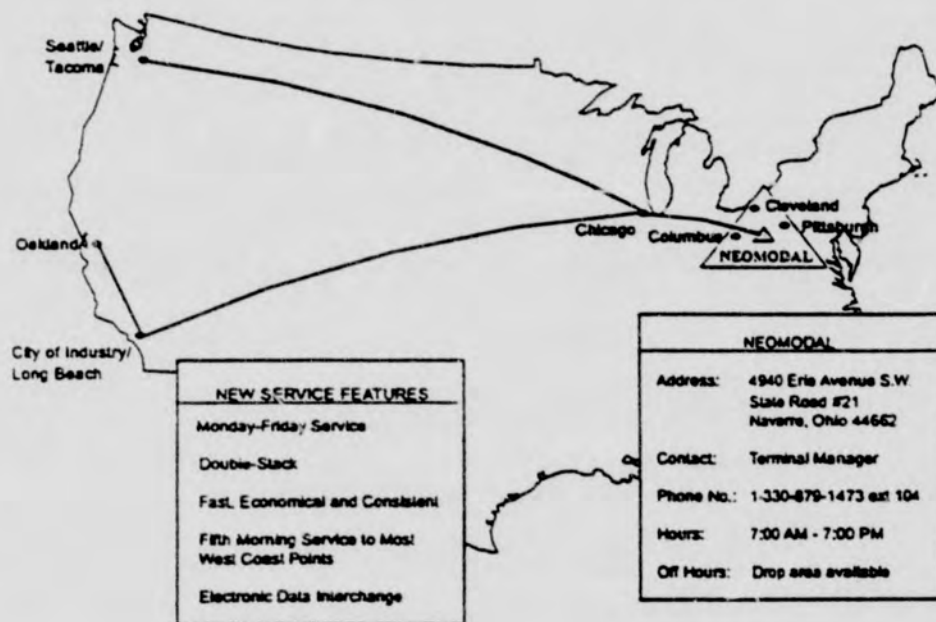 Seattle/
Tacoma
Oakland
City of Industry/
Long Beach
Chicago
Columbus
Cleveland
Pittsburgh
NEOMODAL
NEW SERVICE FEATURES
Monday-Friday Service
Double-Stack
Fast, Economical and Consistent
Fifth Morning Service to Most
West Coast Points
Electronic Data Interchange
NEOMODAL
Address: 4940 Erie Avenue S.W.
State Road #21
Navarre, Ohio 44662
Contact: Terminal Manager
Phone No.: 1-330-879-1473 ext 104
Hours: 7:00 AM - 7:00 PM
Off Hours: Drop area available